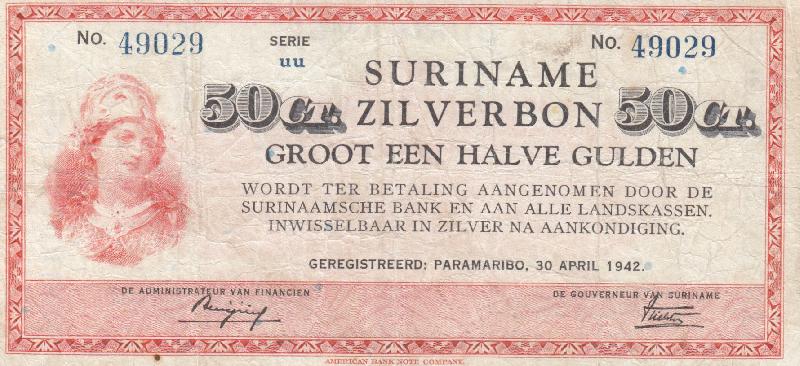 No. 49029 SERIE No. 49029
uu
SURINAME
50 CT. ZILVERBON 50 CT.
GROOT EEN HALVE GULDEN
WORDT TER BETALING AANGENOMEN DOOR DE
SURINAAMSCHE BANK EN AAN ALLE LANDSKASSEN.
INWISSELBAAR IN ZILVER NA AANKONDIGING.
GEREGISTREERD: PARAMARIBO, 30 APRIL 1942.
DE ADMINISTRATEUR VAN FINANCIEN DE GOUVERNEUR VAN SURINAME
AMERICAN BANK NOTE COMPANY.